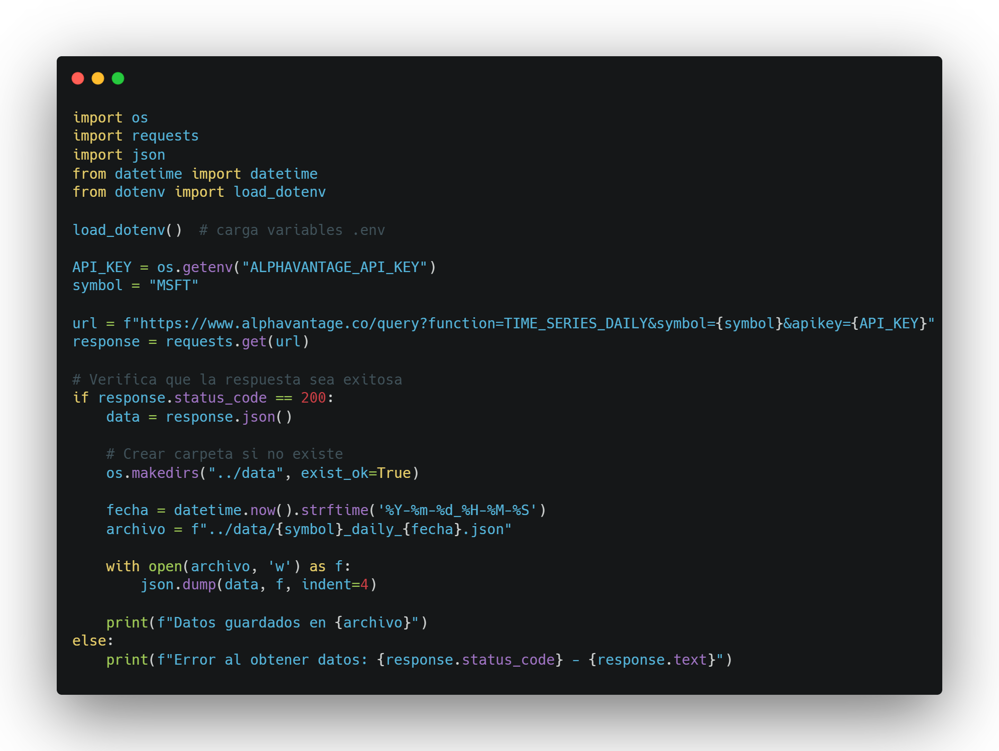 import os
import requests
import json
from datetime import datetime
from dotenv import load_dotenv

load_dotenv()  # carga variables .env

API_KEY = os.getenv("ALPHAVANTAGE_API_KEY")
symbol = "MSFT"

url = f"https://www.alphavantage.co/query?function=TIME_SERIES_DAILY&symbol={symbol}&apikey={API_KEY}"
response = requests.get(url)

# Verifica que la respuesta sea exitosa
if response.status_code == 200:
    data = response.json()

    # Crear carpeta si no existe
    os.makedirs("../data", exist_ok=True)

    fecha = datetime.now().strftime('%Y-%m-%d_%H-%M-%S')
    archivo = f"../data/{symbol}_daily_{fecha}.json"

    with open(archivo, 'w') as f:
        json.dump(data, f, indent=4)

    print(f"Datos guardados en {archivo}")
else:
    print(f"Error al obtener datos: {response.status_code} - {response.text}")